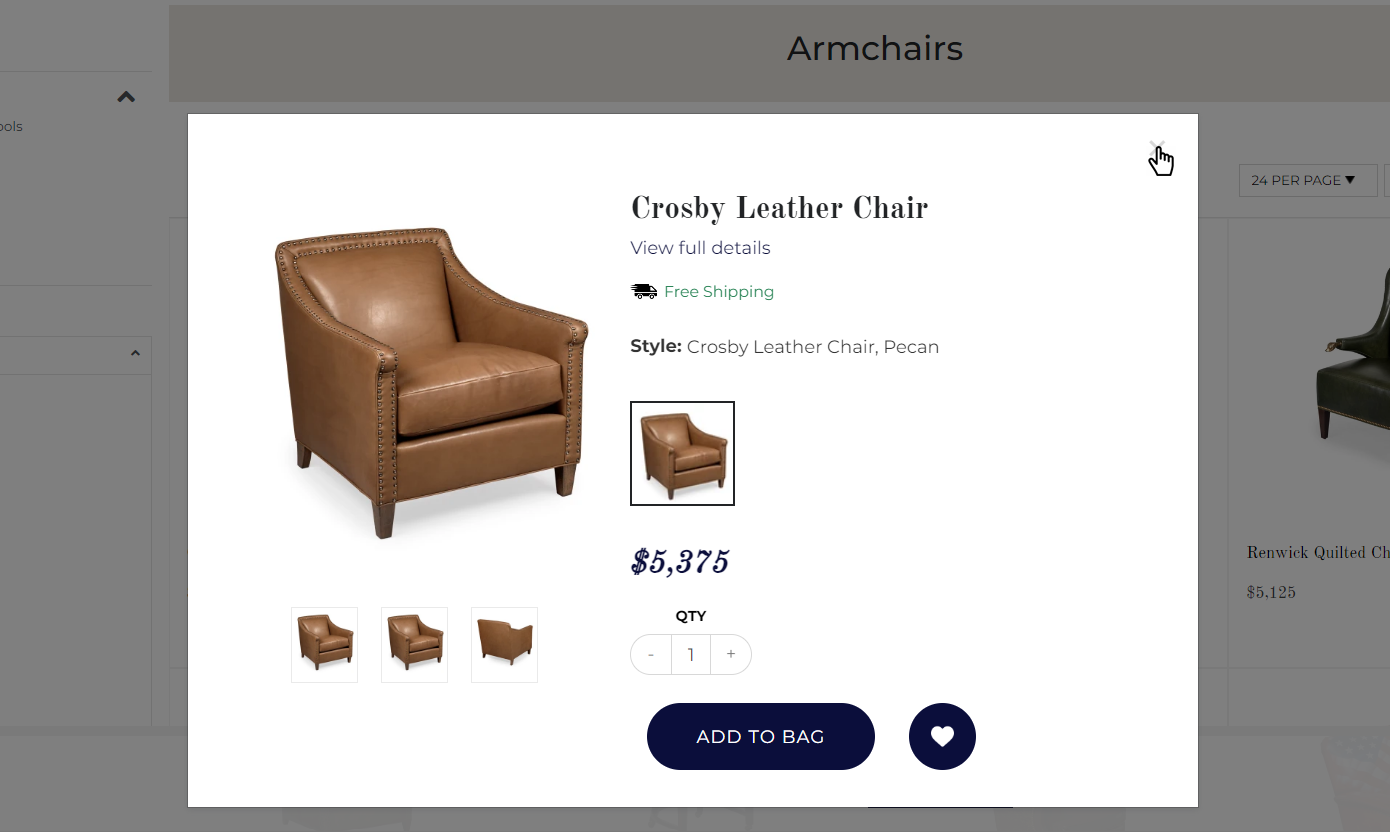 Armchairs
ools
24 PER PAGE
Crosby Leather Chair
View full details
Free Shipping
Style: Crosby Leather Chair, Pecan
$5,375
QTY
- 1 +
ADD TO BAG
Renwick Quilted Ch
$5,125